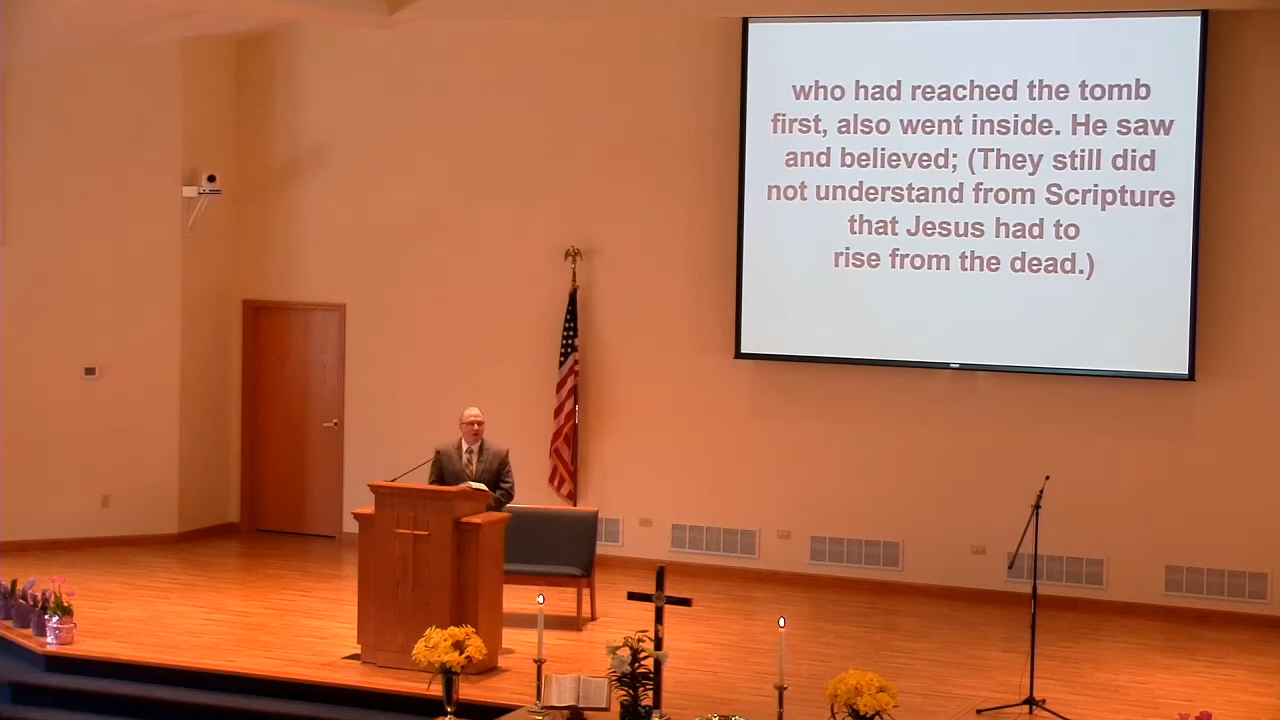 who had reached the tomb
first, also went inside. He saw
and believed; (They still did
not understand from Scripture
that Jesus had to
rise from the dead.)